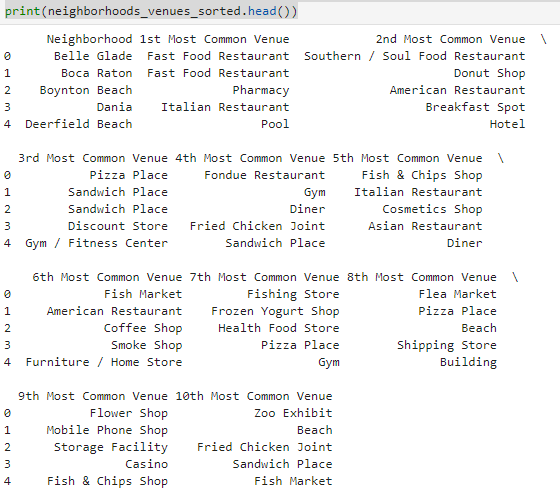 print(neighborhoods_venues_sorted.head())
Neighborhood 1st Most Common Venue 2nd Most Common Venue \
0 Belle Glade Fast Food Restaurant Southern / Soul Food Restaurant
1 Boca Raton Fast Food Restaurant Donut Shop
2 Boynton Beach Pharmacy American Restaurant
3 Dania Italian Restaurant Breakfast Spot
4 Deerfield Beach Pool Hotel
3rd Most Common Venue 4th Most Common Venue 5th Most Common Venue \
0 Pizza Place Fondue Restaurant Fish & Chips Shop
1 Sandwich Place Gym Italian Restaurant
2 Sandwich Place Diner Cosmetics Shop
3 Discount Store Fried Chicken Joint Asian Restaurant
4 Gym / Fitness Center Sandwich Place Diner
6th Most Common Venue 7th Most Common Venue 8th Most Common Venue \
0 Fish Market Fishing Store Flea Market
1 American Restaurant Frozen Yogurt Shop Pizza Place
2 Coffee Shop Health Food Store Beach
3 Smoke Shop Pizza Place Shipping Store
4 Furniture / Home Store Gym Building
9th Most Common Venue 10th Most Common Venue
0 Flower Shop Zoo Exhibit
1 Mobile Phone Shop Beach
2 Storage Facility Fried Chicken Joint
3 Casino Sandwich Place
4 Fish & Chips Shop Fish Market